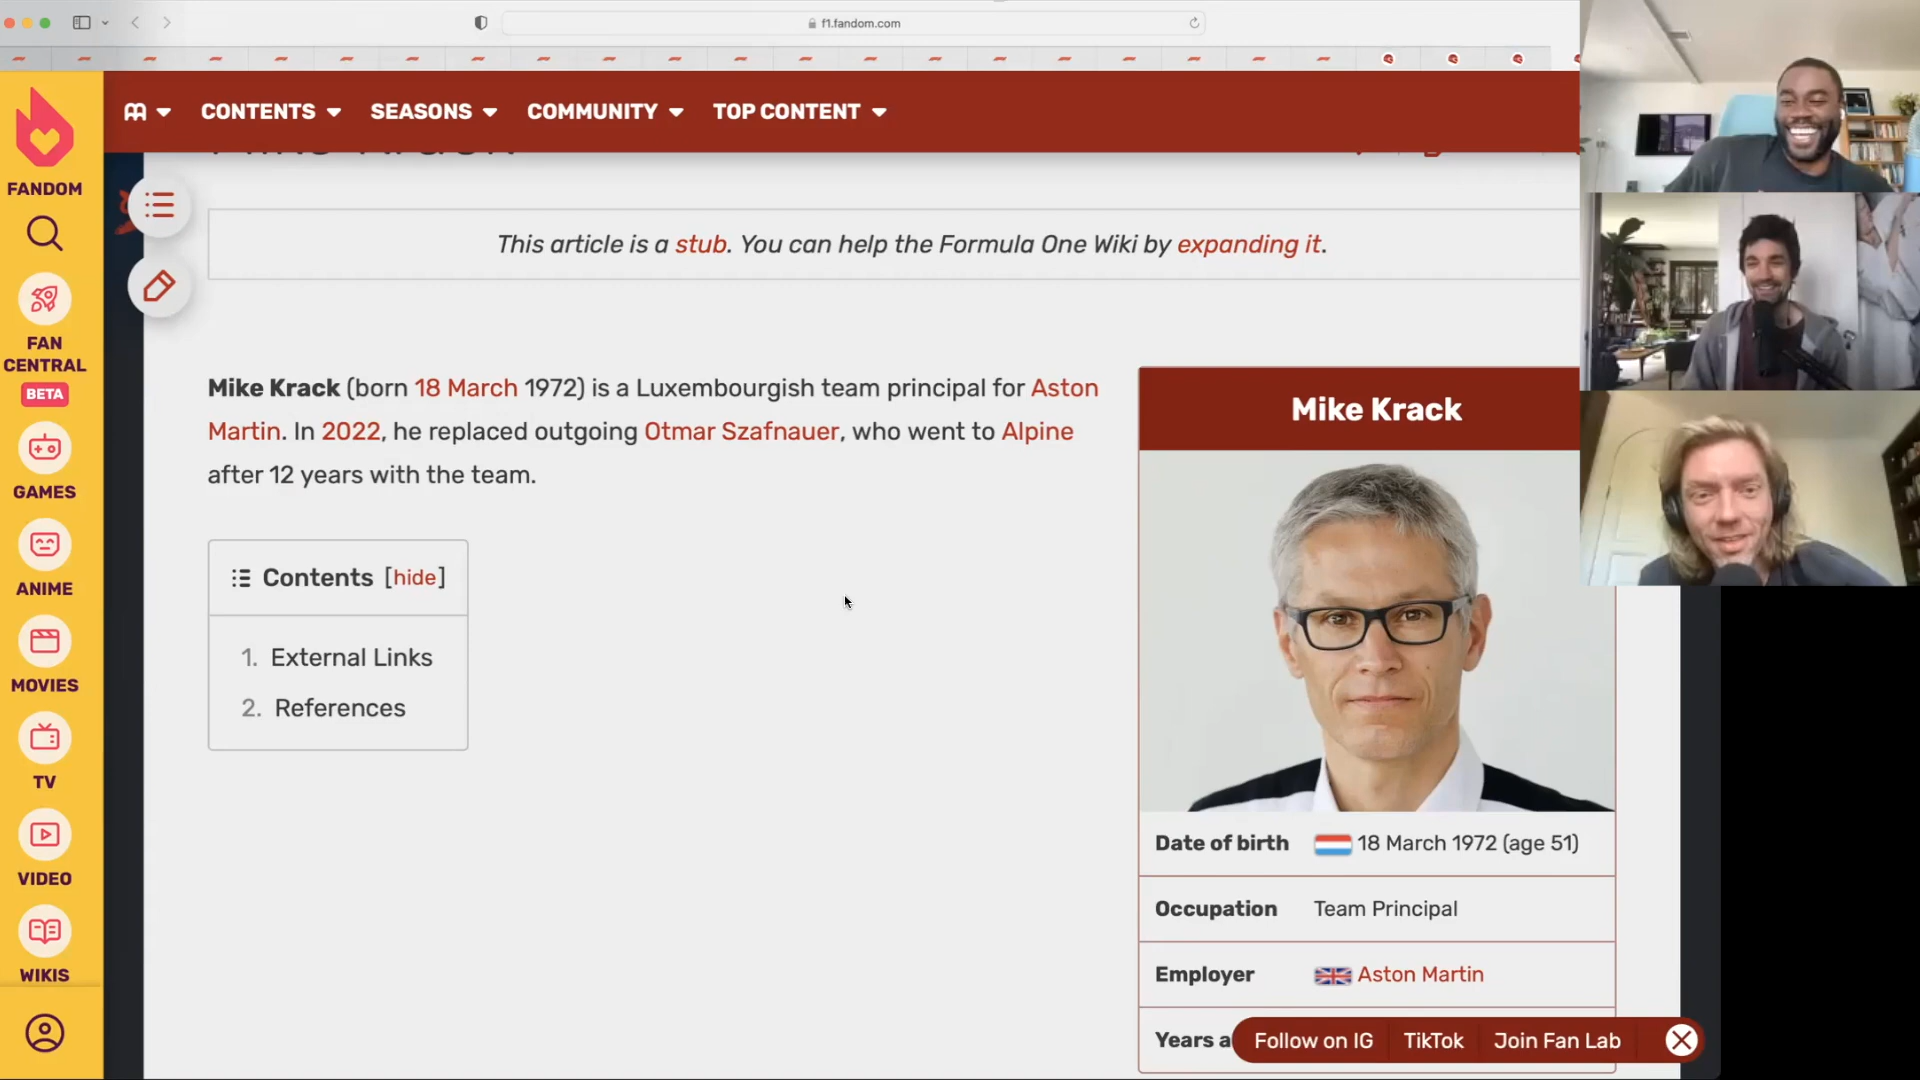 f1.fandom.com
CONTENTS SEASONS COMMUNITY TOP CONTENT
FANDOM
FAN
CENTRAL
BETA
GAMES
ANIME
MOVIES
TV
VIDEO
WIKIS
This article is a stub. You can help the Formula One Wiki by expanding it.
Mike Krack (born 18 March 1972) is a Luxembourgish team principal for Aston
Martin. In 2022, he replaced outgoing Otmar Szafnauer, who went to Alpine
after 12 years with the team.
Contents [hide]
1. External Links
2. References
Mike Krack
Date of birth 18 March 1972 (age 51)
Occupation Team Principal
Employer Aston Martin
Years a
Follow on IG TikTok Join Fan Lab